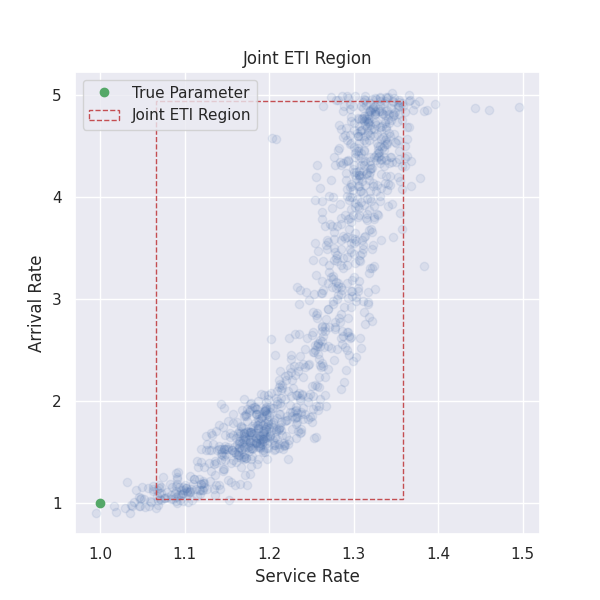 Joint ETI Region
True Parameter
Joint ETI Region
5
4
3
2
1
Arrival Rate
1.0 1.1 1.2 1.3 1.4 1.5
Service Rate